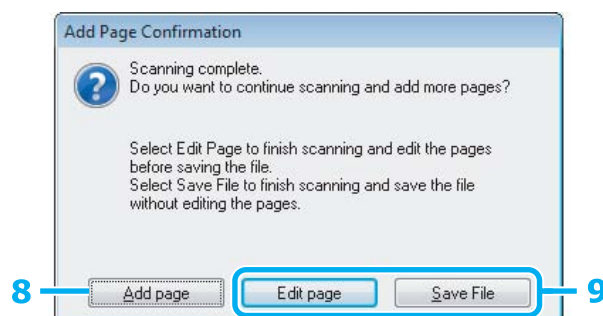 Add Page Confirmation
Scanning complete.
Do you want to continue scanning and add more pages?
Select Edit Page to finish scanning and edit the pages
before saving the file.
Select Save File to finish scanning and save the file
without editing the pages.
8 Add page Edit page Save File 9